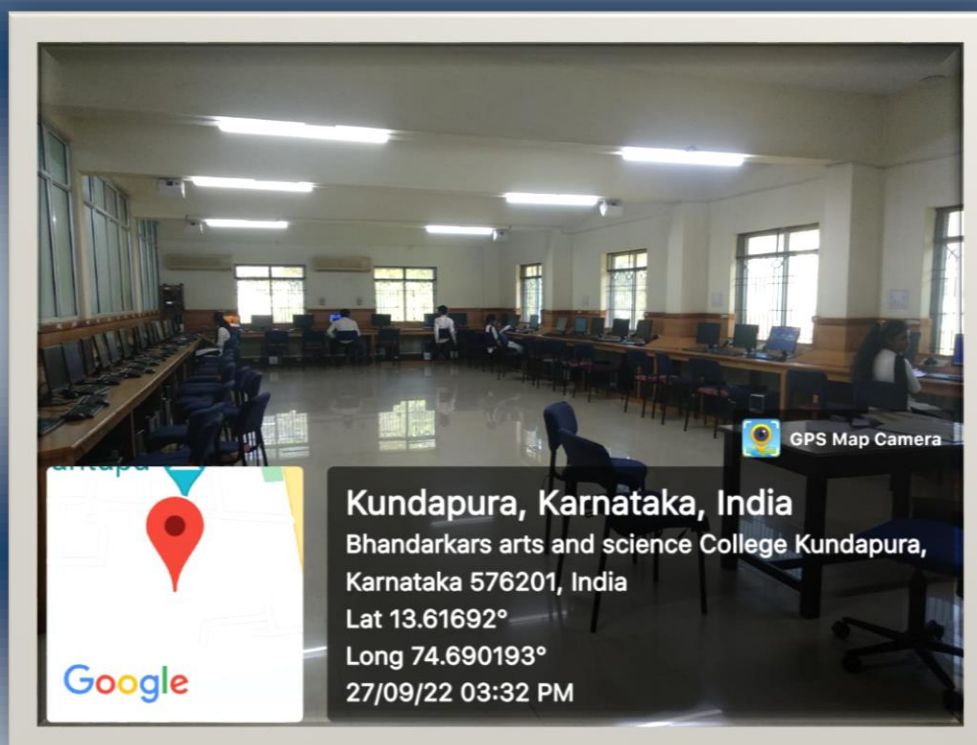 GPS Map Camera
Kundapura, Karnataka, India
Bhandarkars arts and science College Kundapura,
Karnataka 576201, India
Lat 13.61692°
Long 74.690193°
27/09/22 03:32 PM
Google